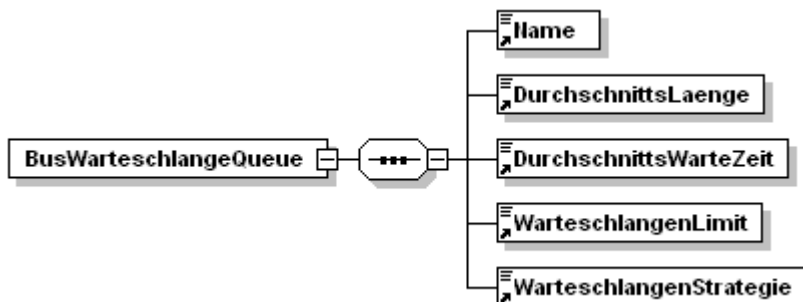 Name
DurchschnittsLaenge
BusWarteschlangeQueue
DurchschnittsWarteZeit
WarteschlangenLimit
WarteschlangenStrategie